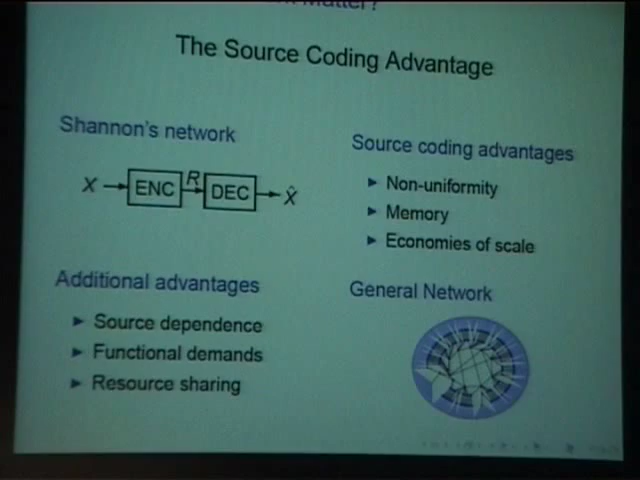 Matter?
The Source Coding Advantage
Shannon's network
X ENC R DEC X̂
Source coding advantages
Non-uniformity
Memory
Economies of scale
Additional advantages
Source dependence
Functional demands
Resource sharing
General Network